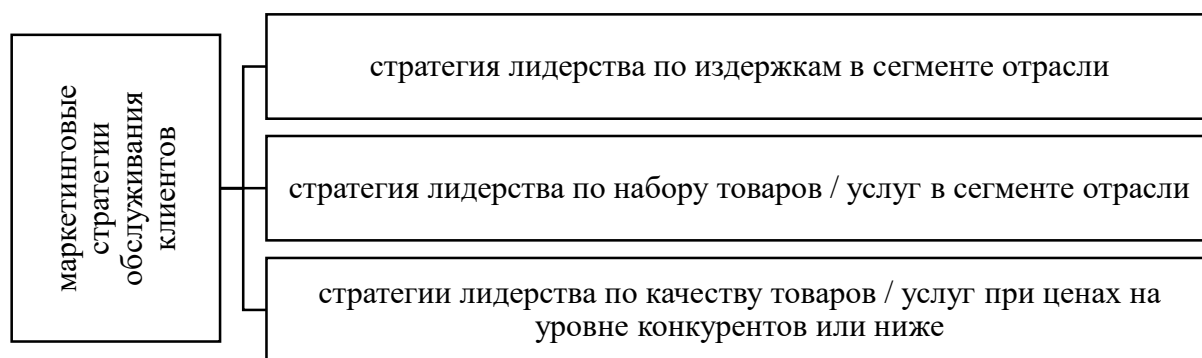 маркетинговые
стратегии
обслуживания
клиентов
стратегия лидерства по издержкам в сегменте отрасли
стратегия лидерства по набору товаров / услуг в сегменте отрасли
стратегии лидерства по качеству товаров / услуг при ценах на
уровне конкурентов или ниже